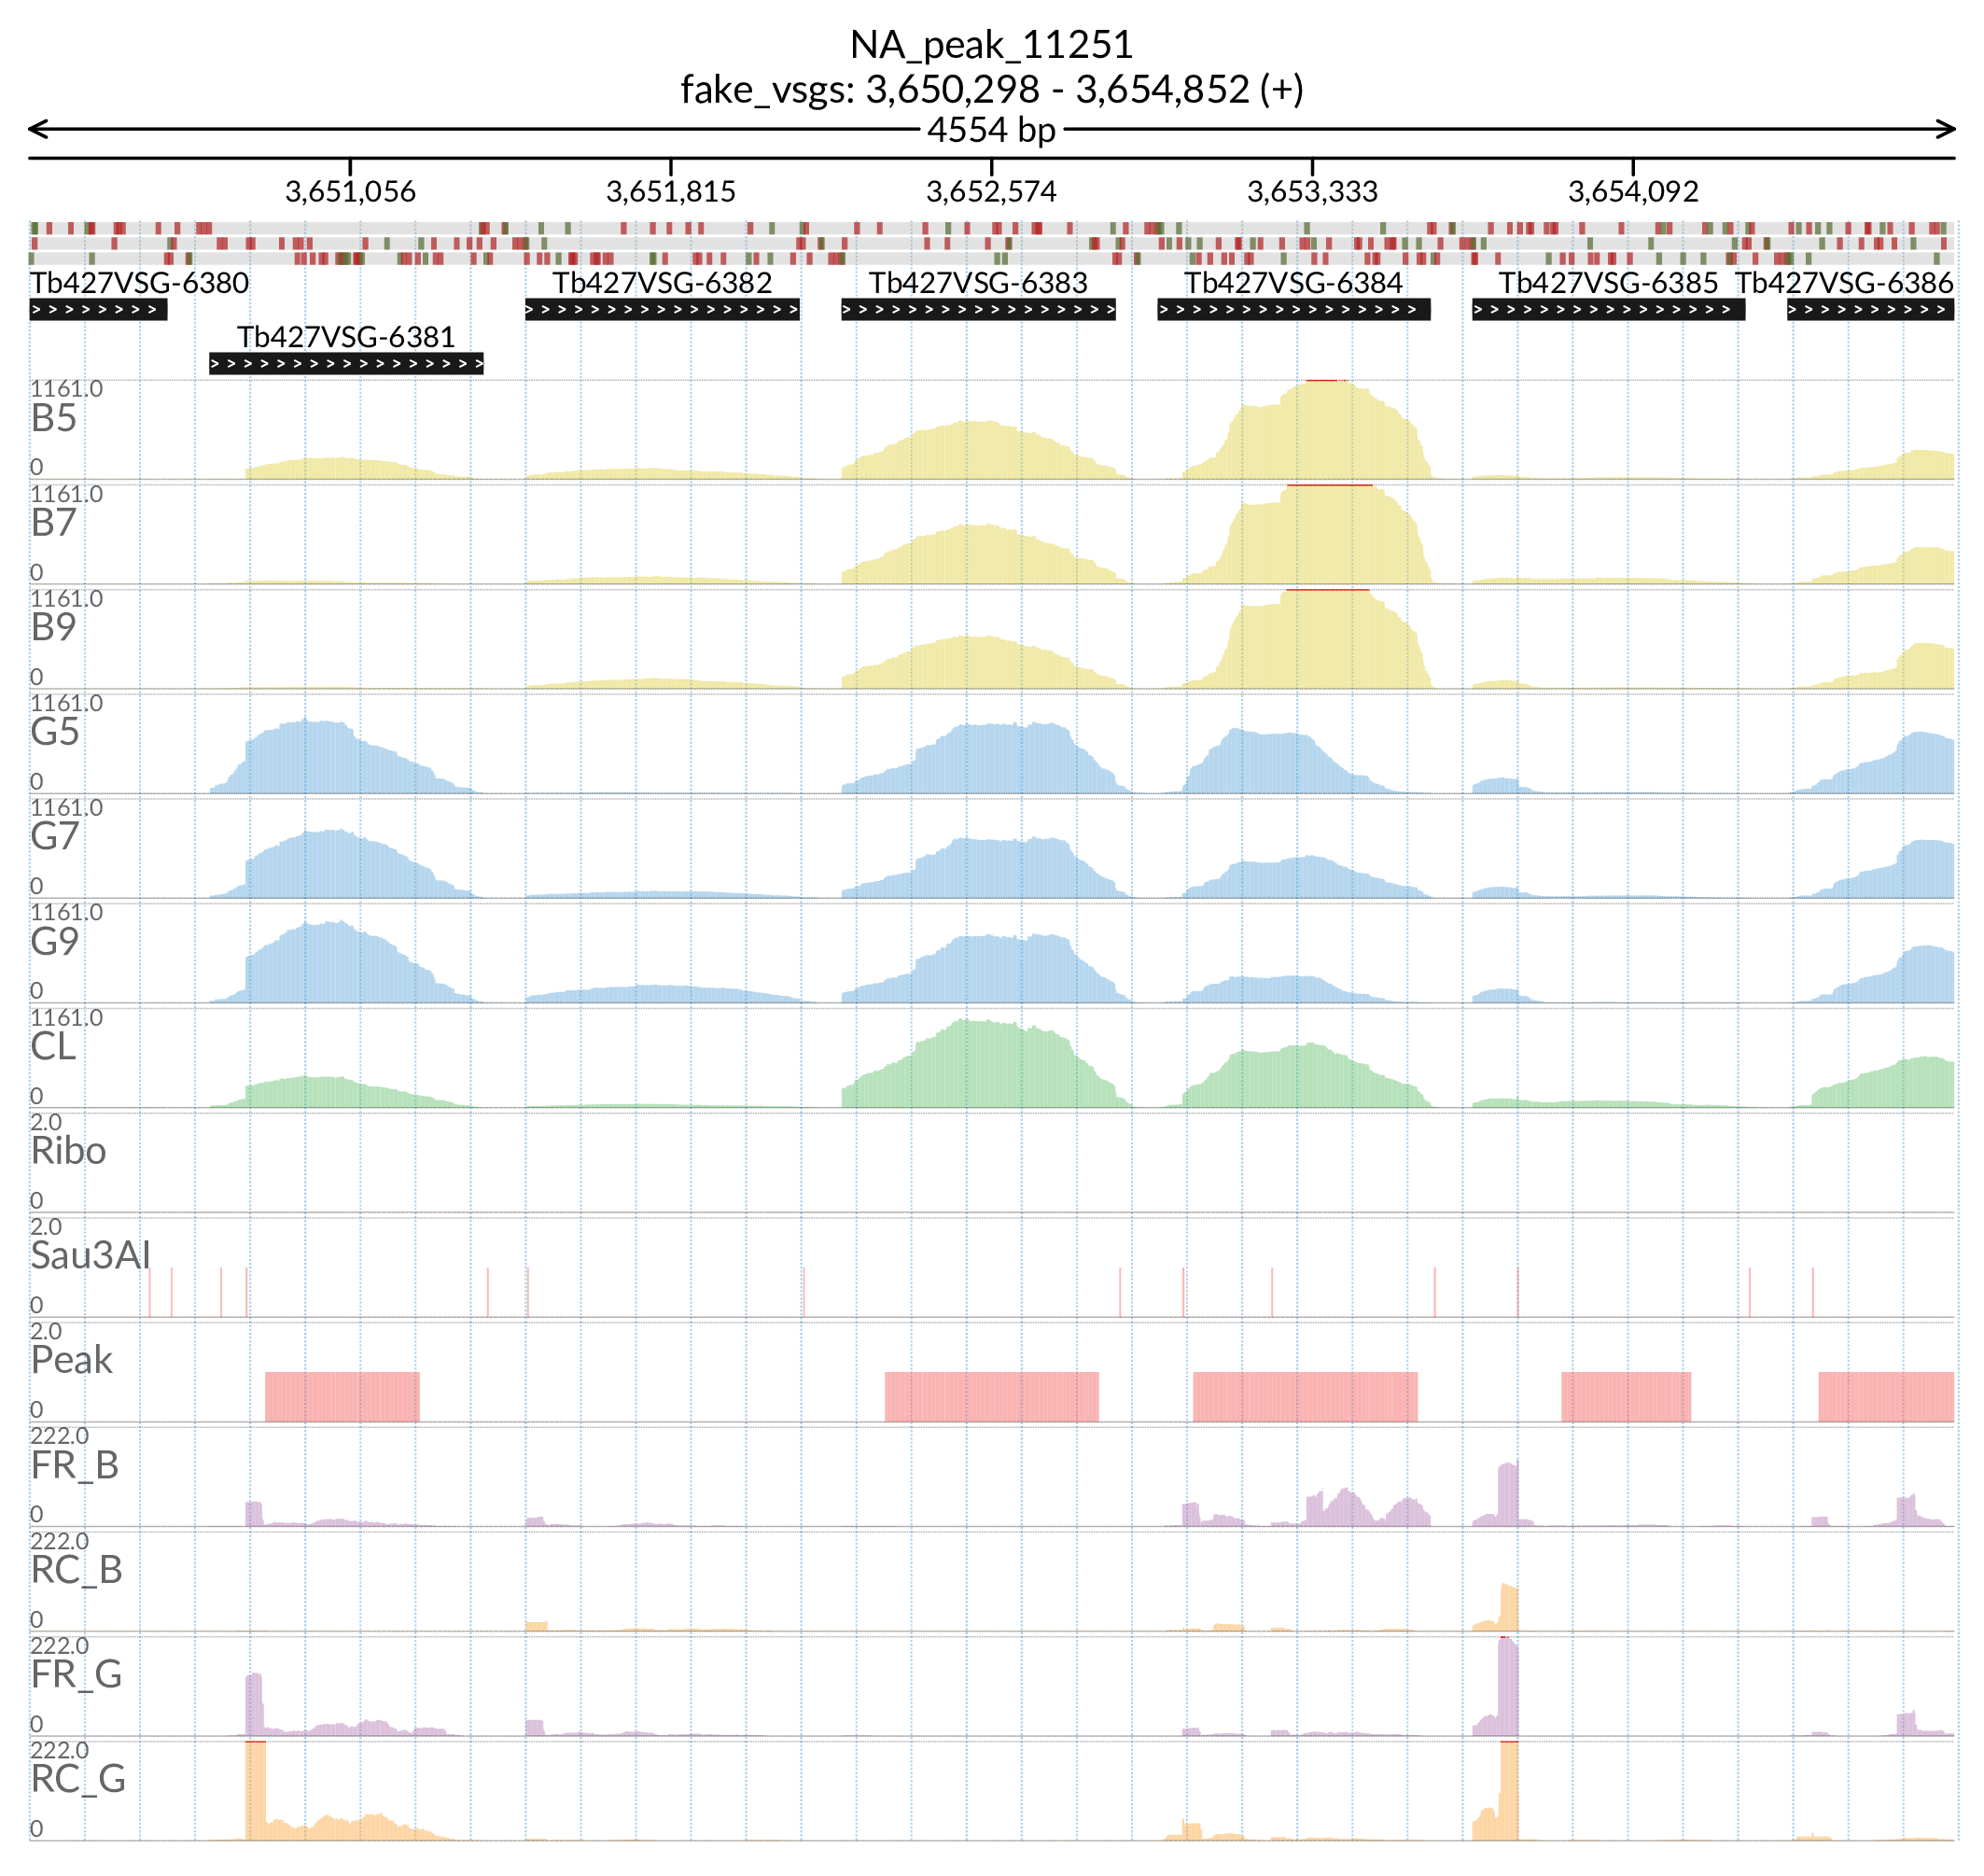 NA_peak_11251
fake_vsgs: 3,650,298 - 3,654,852 (+)
4554 bp
3,651,056 3,651,815 3,652,574 3,653,333 3,654,092
Tb427VSG-6380 Tb427VSG-6382 Tb427VSG-6383 Tb427VSG-6384 Tb427VSG-6385 Tb427VSG-6386
Tb427VSG-6381
1161.0
B5
0
1161.0
B7
0
1161.0
B9
0
1161.0
G5
0
1161.0
G7
0
1161.0
G9
0
1161.0
CL
0
2.0
Ribo
0
2.0
Sau3AI
0
2.0
Peak
0
222.0
FR_B
0
222.0
RC_B
0
222.0
FR_G
0
222.0
RC_G
0